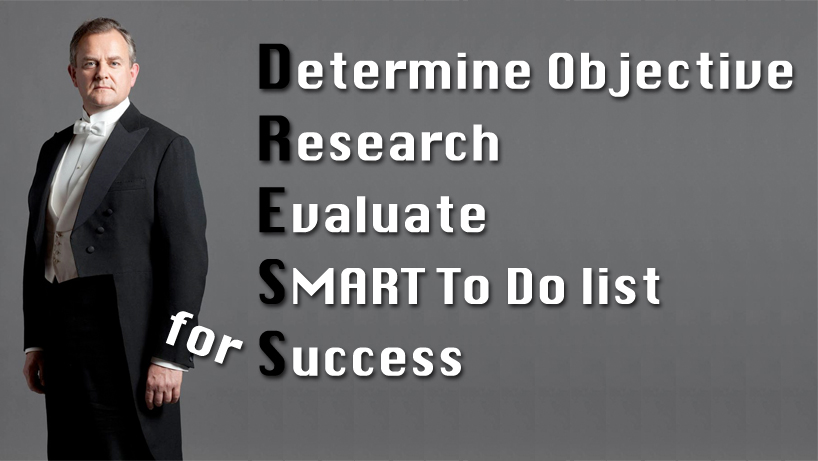 Determine Objective
Research
Evaluate
SMART To Do list
for Success